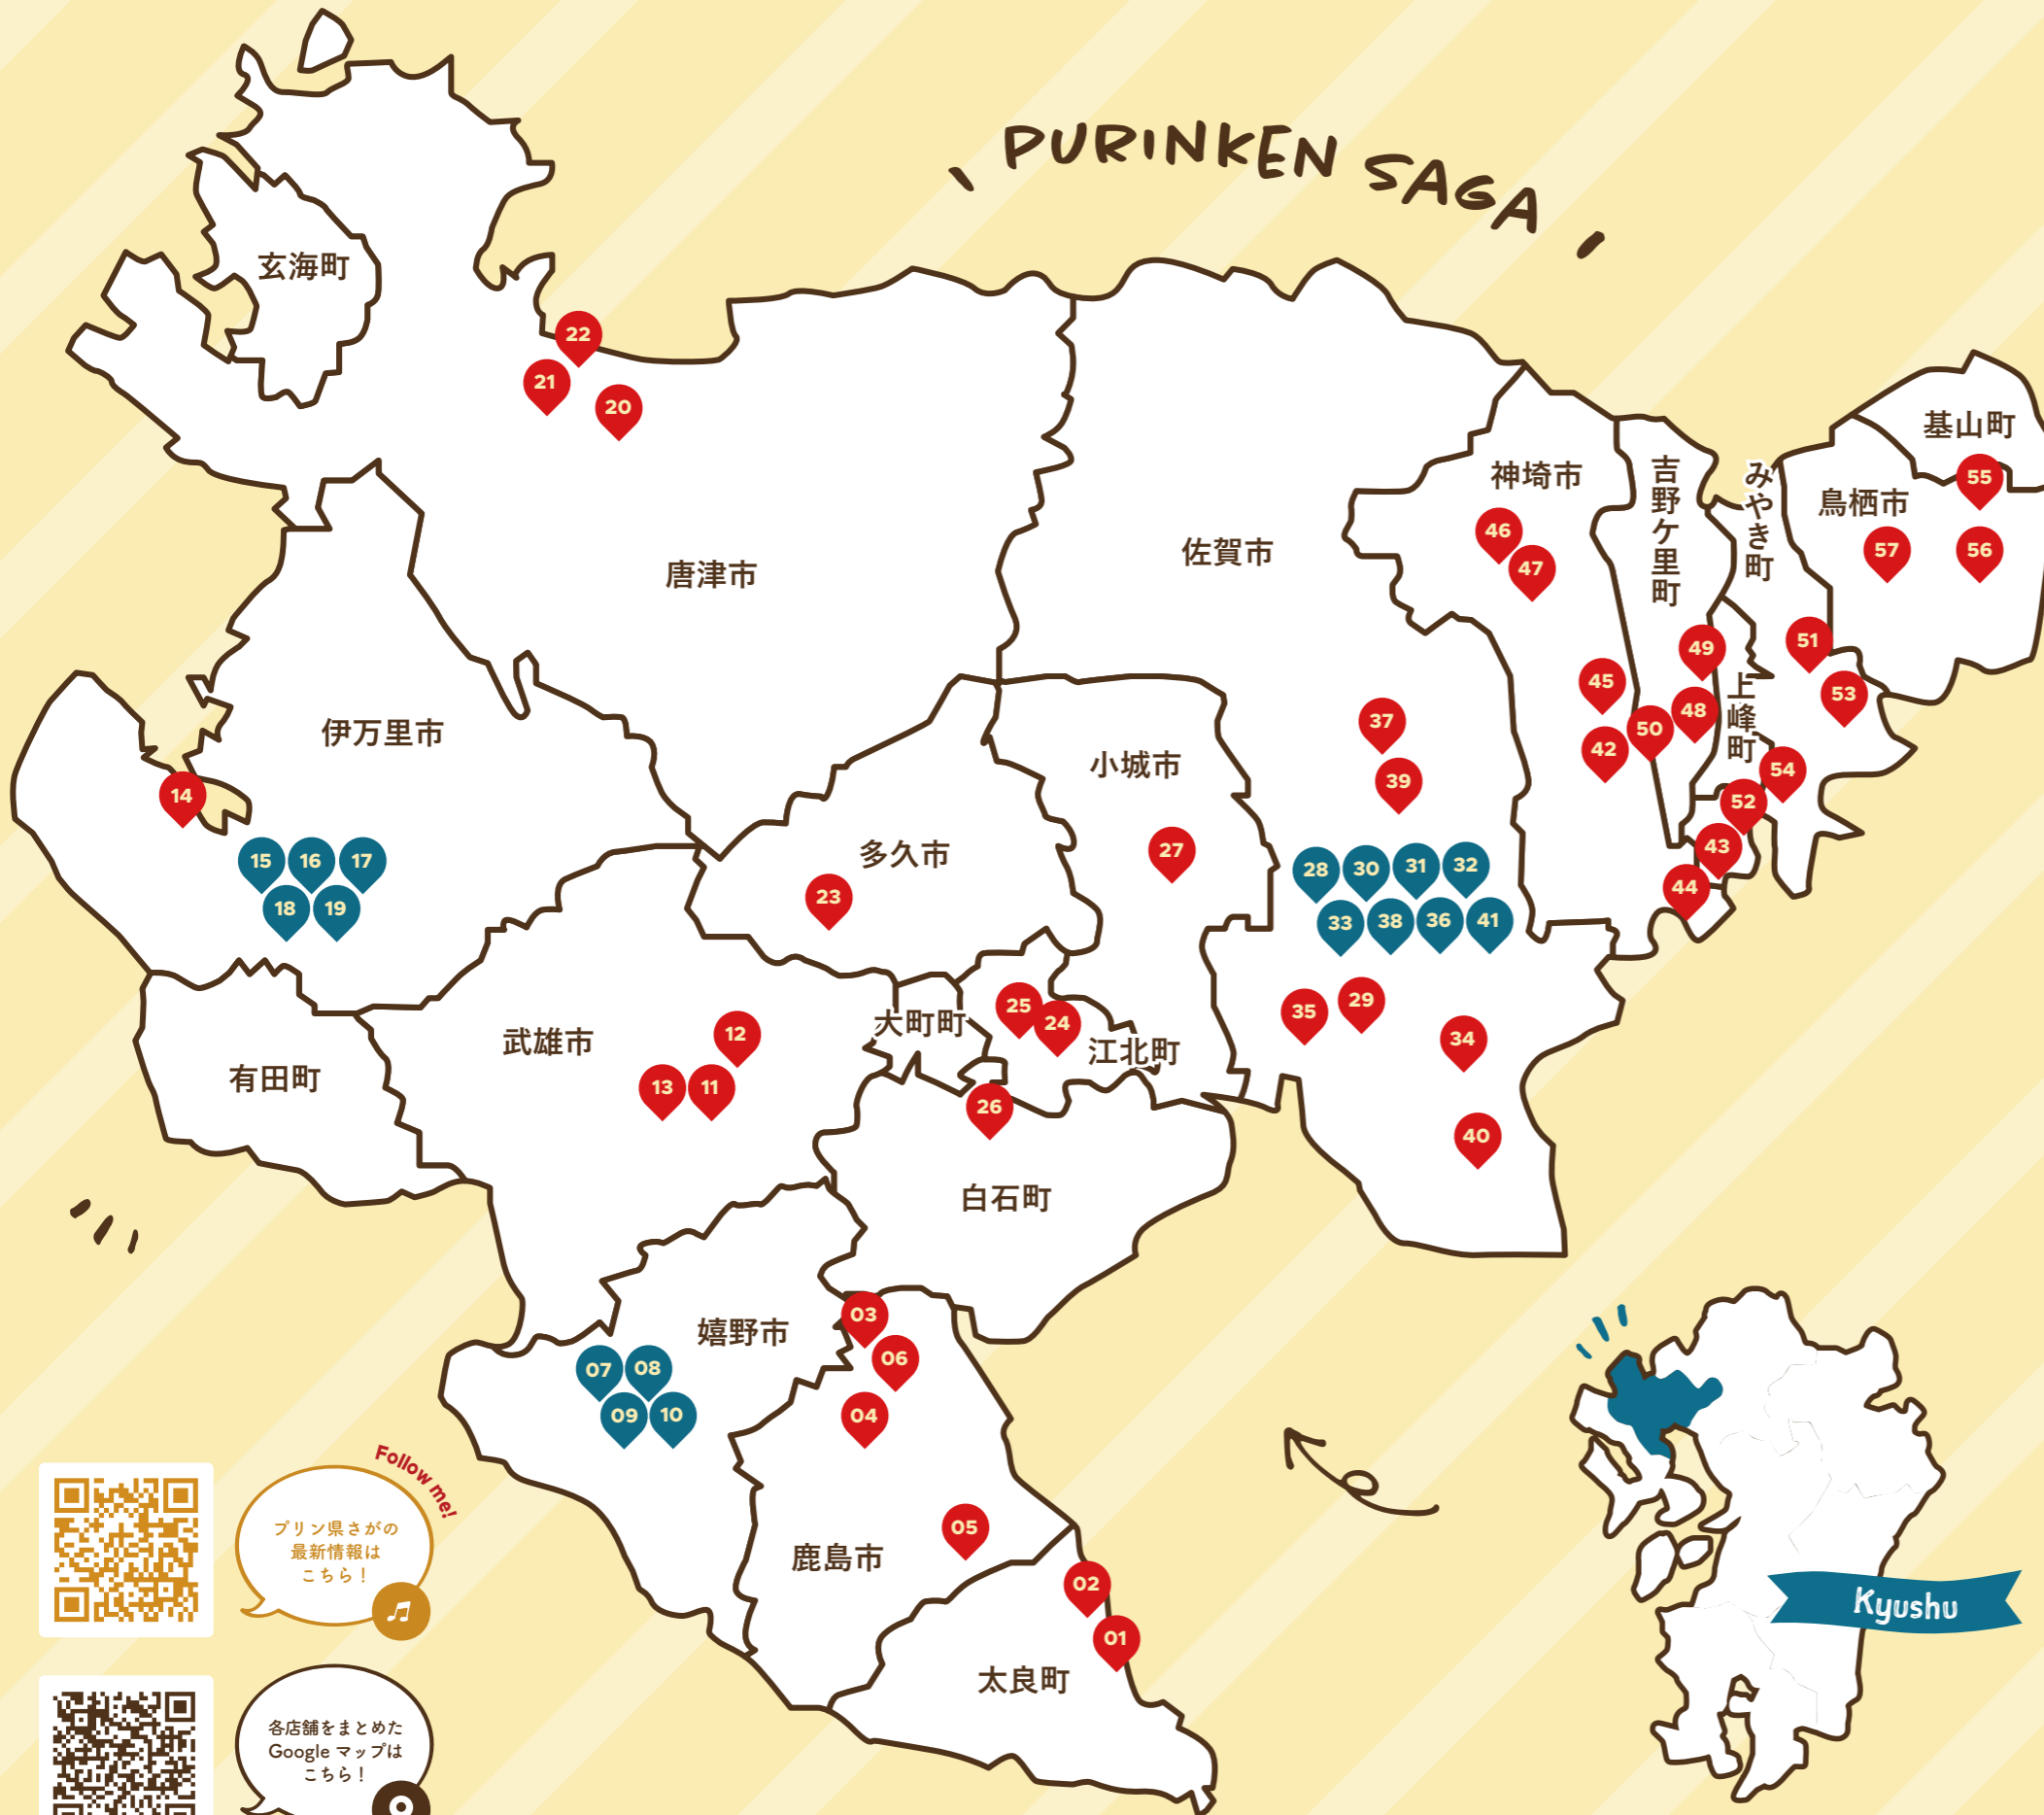 PURINKEN SAGA
玄海町
22
21
20
基山町
55
鳥栖市
57
56
みやき町
吉野ケ里町
神埼市
46
47
佐賀市
唐津市
51
49
45
53
48
上峰町
50
42
37
39
54
52
43
44
伊万里市
14
15
16
17
18
19
小城市
27
多久市
23
28
30
31
32
33
38
36
41
35
29
34
40
大町町
25
24
江北町
26
武雄市
12
13
11
有田町
白石町
嬉野市
03
06
04
07
08
09
10
05
鹿島市
02
01
太良町
Follow me!
プリン県さがの
最新情報は
こちら！
各店舗をまとめた
Google マップは
こちら！
Kyushu